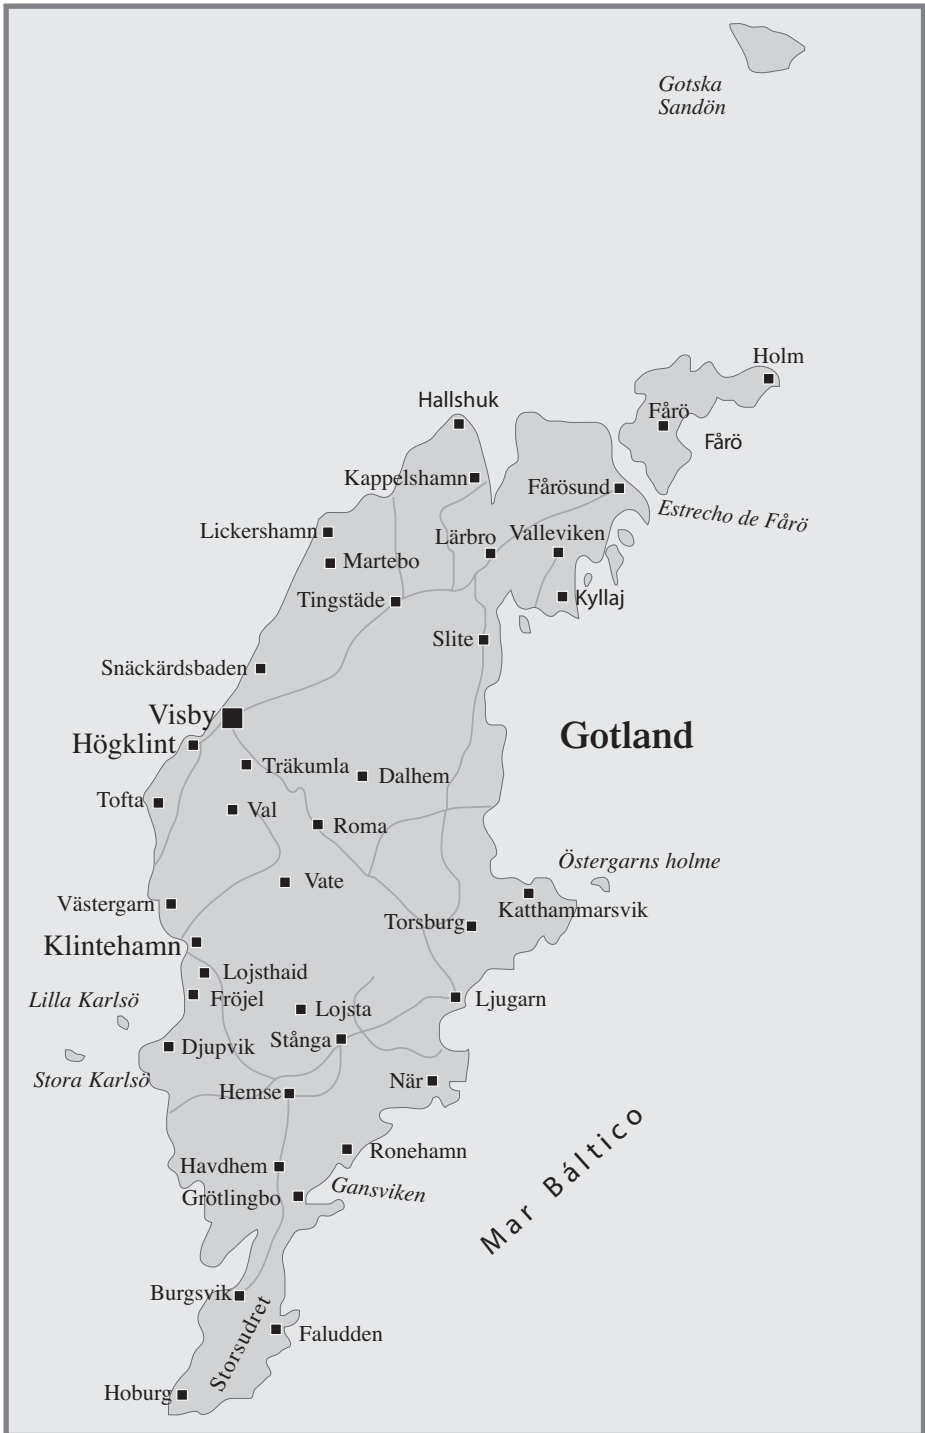 Gotska
Sandön
Holm
Hallshuk
Fårö
Fårö
Kappelshamn
Fårösund
Estrecho de Fårö
Lickershamn
Lärbro
Valleviken
Martebo
Tingstäde
Kyllaj
Slite
Snäckärdsbaden
Visby
Gotland
Högklint
Träkumla
Dalhem
Tofta
Val
Roma
Östergarns holme
Vate
Västergarn
Katthammarsvik
Torsburg
Klintehamn
Lojsthaid
Lilla Karlsö
Fröjel
Ljugarn
Lojsta
Stånga
Djupvik
Stora Karlsö
När
Hemse
Mar Báltico
Ronehamn
Havdhem
Gansviken
Grötlingbo
Burgsvik
Storsudret
Faludden
Hoburg